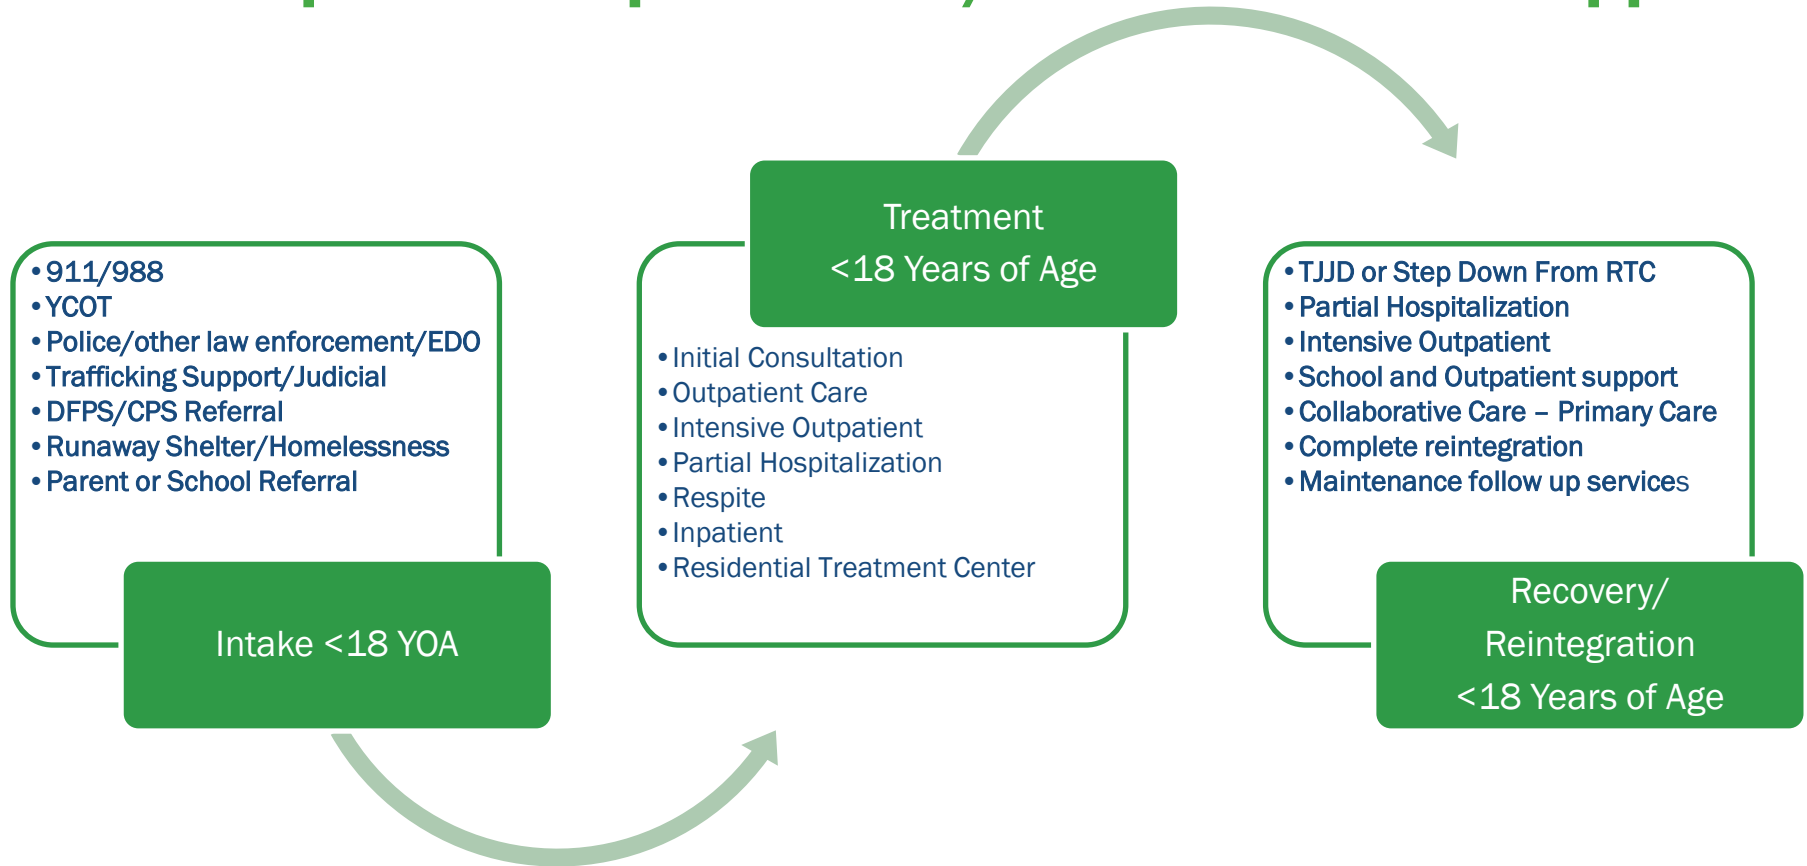 •911/988
•YCOT
•Police/other law enforcement/EDO
•Trafficking Support/Judicial
•DFPS/CPS Referral
•Runaway Shelter/Homelessness
•Parent or School Referral
Intake <18 YOA
Treatment
<18 Years of Age
•Initial Consultation
•Outpatient Care
•Intensive Outpatient
•Partial Hospitalization
•Respite
•Inpatient
•Residential Treatment Center
•TJJD or Step Down From RTC
•Partial Hospitalization
•Intensive Outpatient
•School and Outpatient support
•Collaborative Care – Primary Care
•Complete reintegration
•Maintenance follow up services
Recovery/
Reintegration
<18 Years of Age